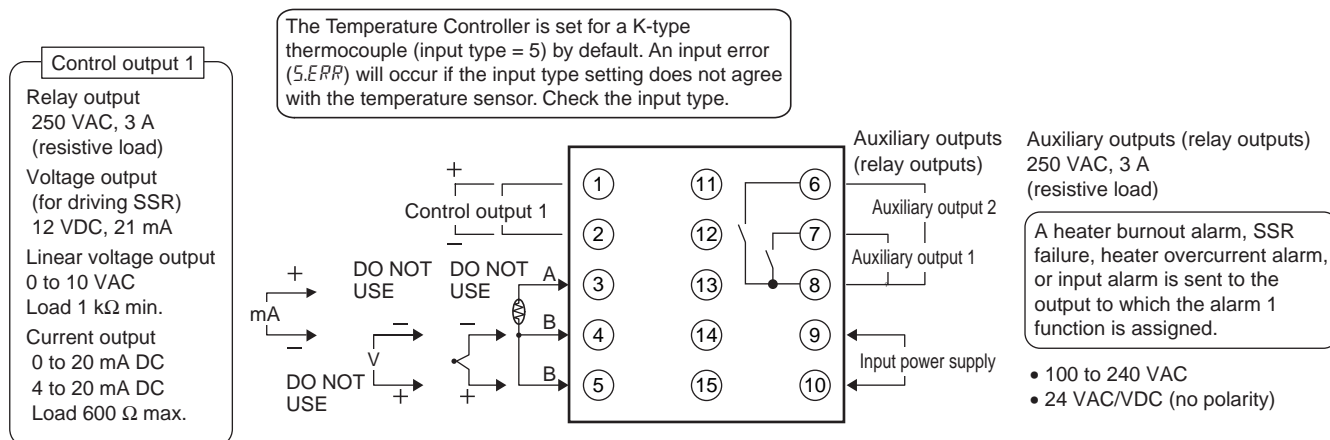 The Temperature Controller is set for a K-type
thermocouple (input type = 5) by default. An input error
(S.ERR) will occur if the input type setting does not agree
with the temperature sensor. Check the input type.
Control output 1
Relay output
250 VAC, 3 A
(resistive load)
Voltage output
(for driving SSR)
12 VDC, 21 mA
Linear voltage output
0 to 10 VAC
Load 1 kΩ min.
Current output
0 to 20 mA DC
4 to 20 mA DC
Load 600 Ω max.
+
Control output 1
−
DO NOT
USE
DO NOT
USE
+
mA
−
DO NOT
USE
−
V
+
−
+
A
B
B
1
2
3
4
5
11
12
13
14
15
6
7
8
9
10
Auxiliary outputs
(relay outputs)
Auxiliary output 2
Auxiliary output 1
Input power supply
Auxiliary outputs (relay outputs)
250 VAC, 3 A
(resistive load)
A heater burnout alarm, SSR
failure, heater overcurrent alarm,
or input alarm is sent to the
output to which the alarm 1
function is assigned.
• 100 to 240 VAC
• 24 VAC/VDC (no polarity)